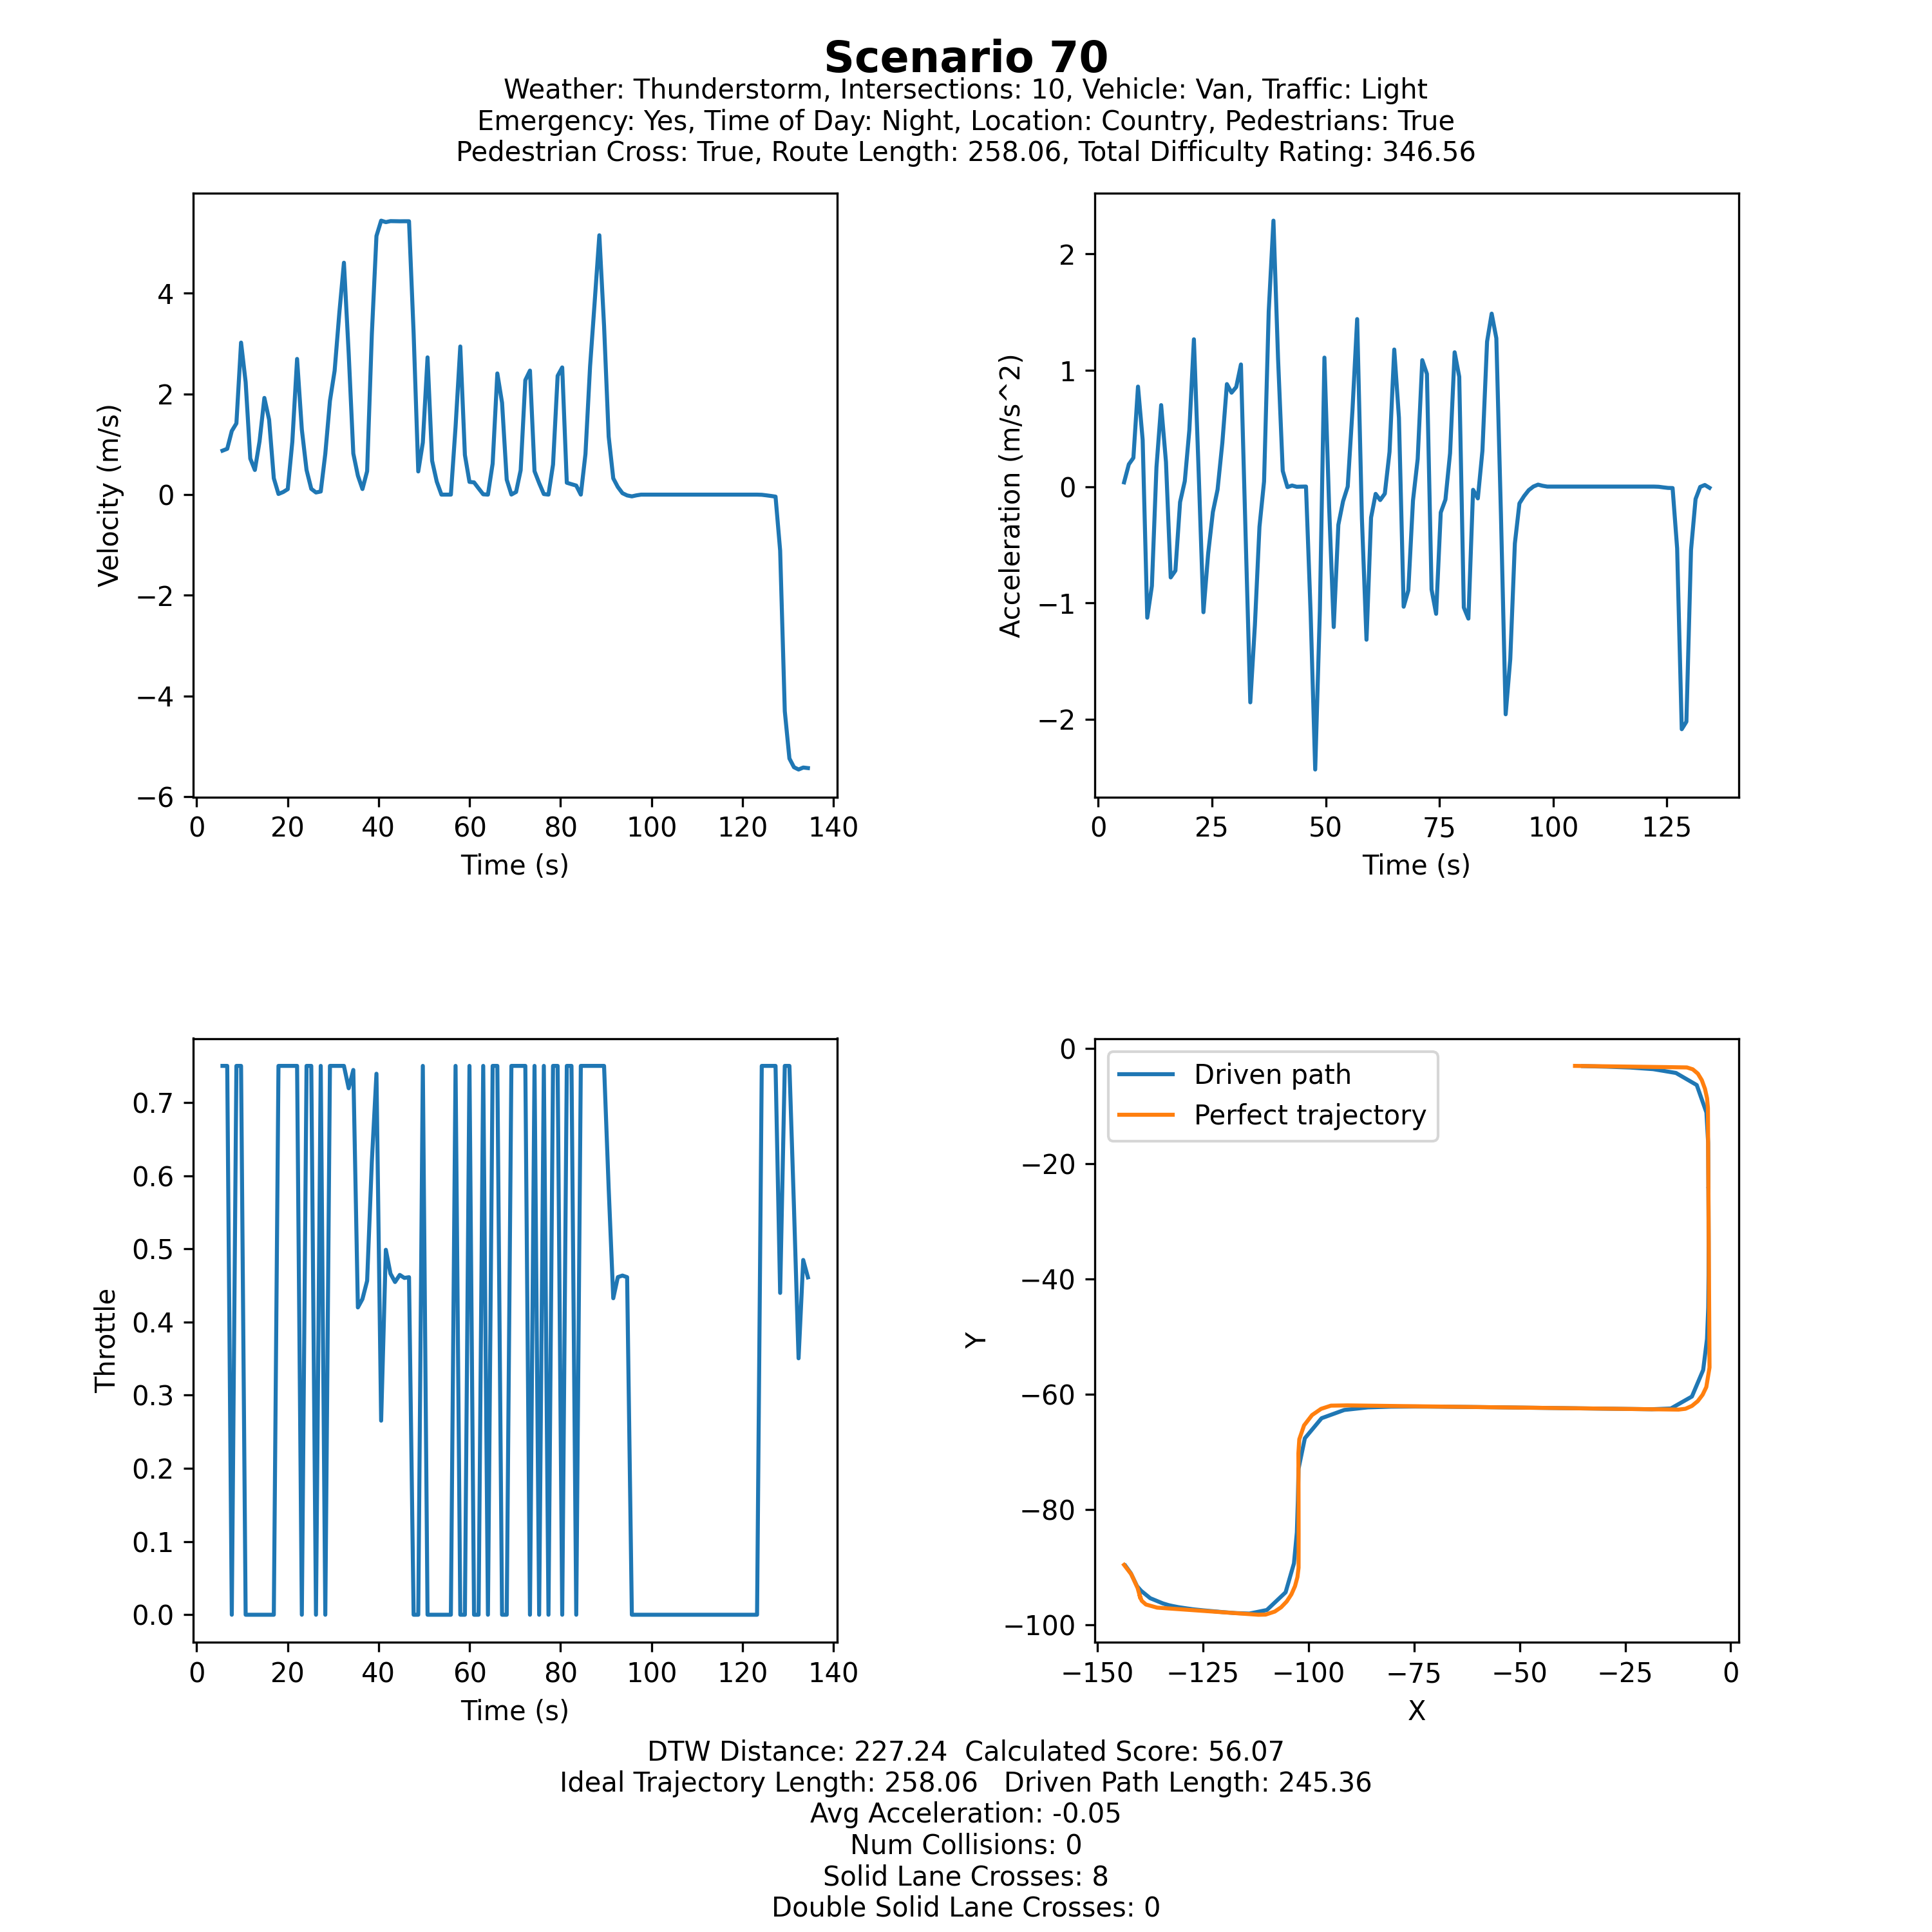 Scenario 70
Weather: Thunderstorm, Intersections: 10, Vehicle: Van, Traffic: Light
Emergency: Yes, Time of Day: Night, Location: Country, Pedestrians: True
Pedestrian Cross: True, Route Length: 258.06, Total Difficulty Rating: 346.56
4
2
0
−2
−4
−6
Velocity (m/s)
0 20 40 60 80 100 120 140
Time (s)
2
1
0
−1
−2
Acceleration (m/s^2)
0 25 50 75 100 125
Time (s)
0.7
0.6
0.5
0.4
0.3
0.2
0.1
0.0
Throttle
0 20 40 60 80 100 120 140
Time (s)
Driven path
Perfect trajectory
0
−20
−40
−60
−80
−100
Y
−150 −125 −100 −75 −50 −25 0
X
DTW Distance: 227.24 Calculated Score: 56.07
Ideal Trajectory Length: 258.06 Driven Path Length: 245.36
Avg Acceleration: -0.05
Num Collisions: 0
Solid Lane Crosses: 8
Double Solid Lane Crosses: 0